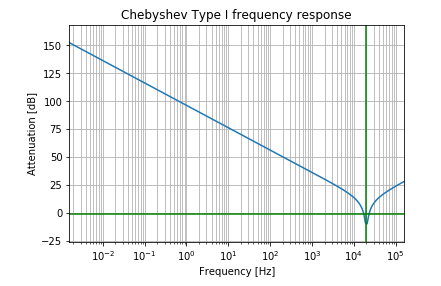 Chebyshev Type I frequency response
Attenuation [dB]
150
125
100
75
50
25
0
−25
10⁻² 10⁻¹ 10⁰ 10¹ 10² 10³ 10⁴ 10⁵
Frequency [Hz]